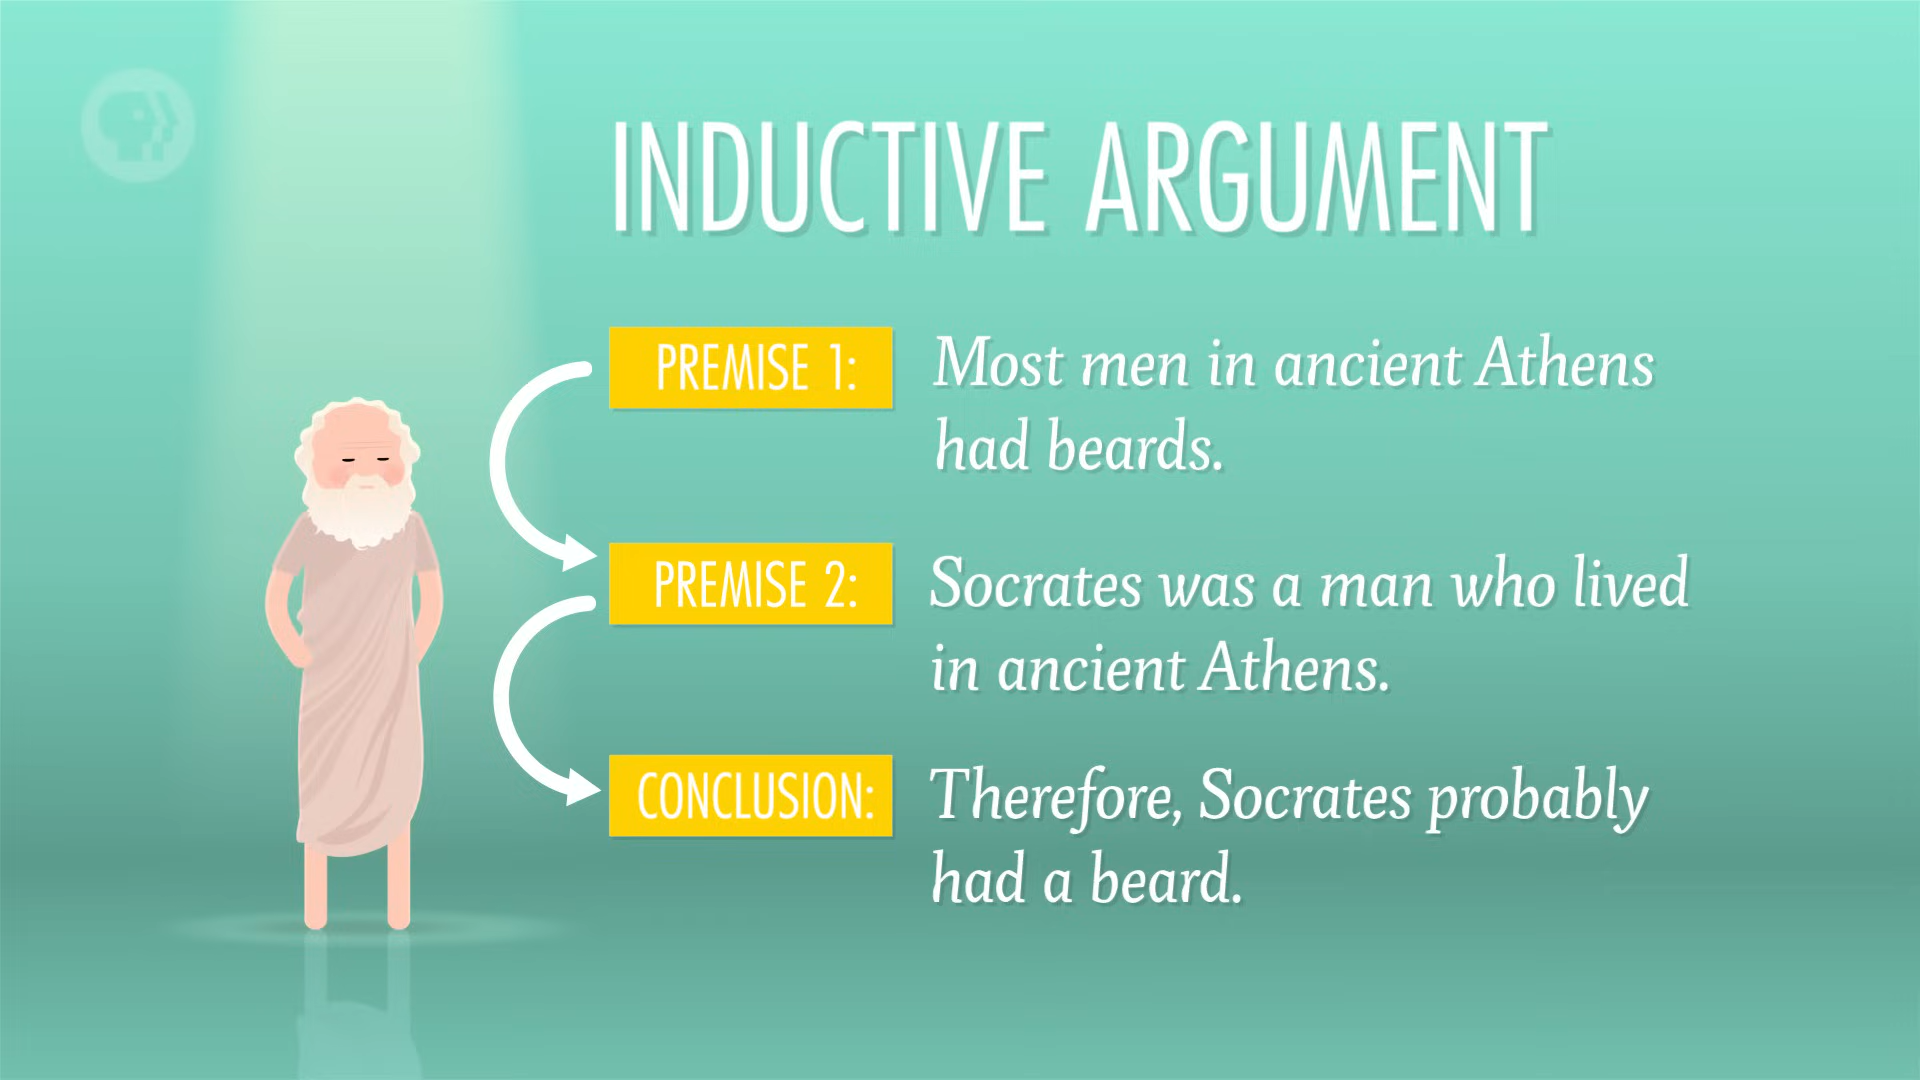 INDUCTIVE ARGUMENT
PREMISE 1: Most men in ancient Athens
had beards.
PREMISE 2: Socrates was a man who lived
in ancient Athens.
CONCLUSION: Therefore, Socrates probably
had a beard.